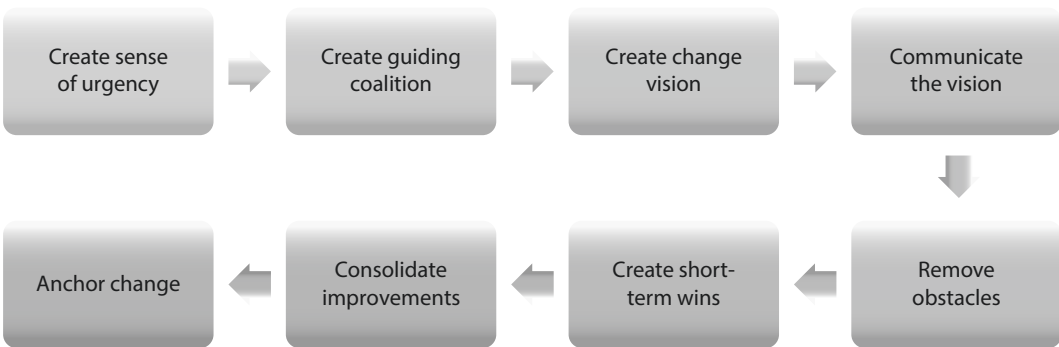 Create sense
of urgency
Create guiding
coalition
Create change
vision
Communicate
the vision
Remove
obstacles
Create short-
term wins
Consolidate
improvements
Anchor change